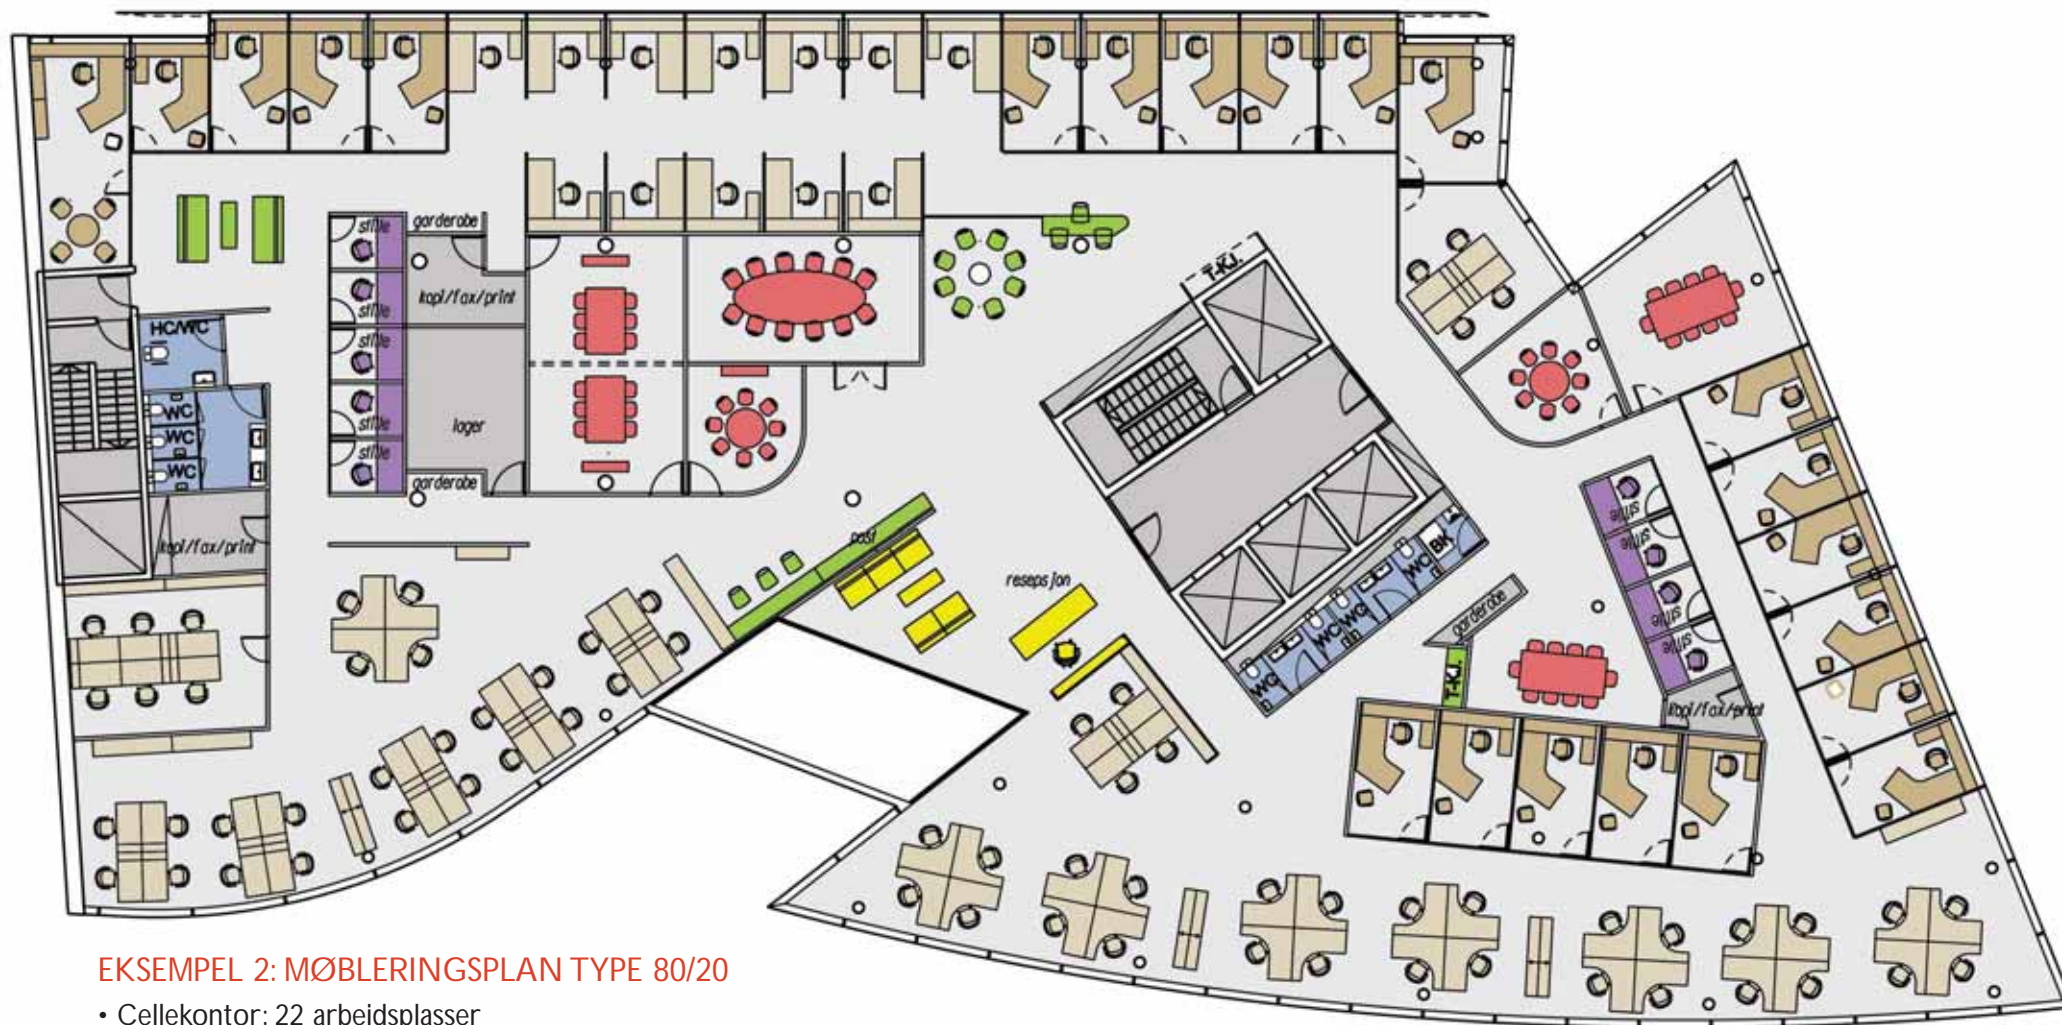 T-KJ.
stille
garderobe
stille
kopi/fax/print
HC/WC
stille
WC
stille
lager
WC
stille
WC
garderobe
stille
stille
kopi/fax/print
post
BK
stille
WC
resepsjon
stille
WC
WC
garderobe
stille
WC
T-KJ.
kopi/fax/print
EKSEMPEL 2: MØBLERINGSPLAN TYPE 80/20
• Cellekontor: 22 arbeidsplasser